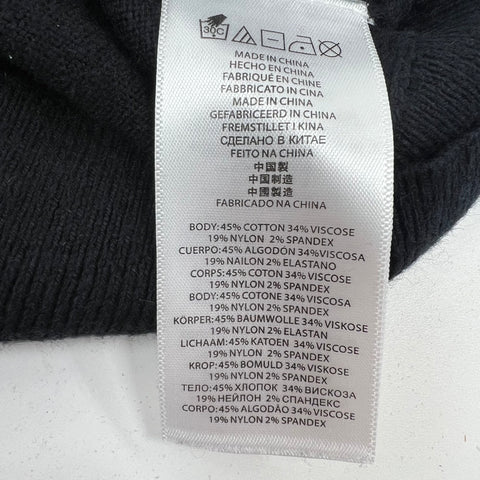 30C
MADE IN CHINA
HECHO EN CHINA
FABRIQUÉ EN CHINE
FABBRICATO IN CINA
MADE IN CHINA
GEFABRICEERD IN CHINA
FREMSTILLET I KINA
СДЕЛАНО В КИТАЕ
FEITO NA CHINA
中国製
中国制造
中國製造
FABRICADO NA CHINA
BODY:45% COTTON 34% VISCOSE
19% NYLON 2% SPANDEX
CUERPO:45% ALGODÓN 34%VISCOSA
19% NAILON 2% ELASTANO
CORPS:45% COTON 34% VISCOSE
19% NYLON 2% SPANDEX
BODY:45% COTONE 34% VISCOSA
19% NYLON 2% SPANDEX
KÖRPER:45% BAUMWOLLE 34% VISKOSE
19% NYLON 2% ELASTAN
LICHAAM:45% KATOEN 34% VISCOSE
19% NYLON 2% SPANDEX
KROP:45% BOMULD 34% VISKOSE
19% NYLON 2% SPANDEX
ТЕЛО:45% ХЛОПОК 34% ВИСКОЗА
19% НЕЙЛОН 2% СПАНДЕКС
CORPO:45% ALGODÃO 34% VISCOSE
19% NYLON 2% SPANDEX